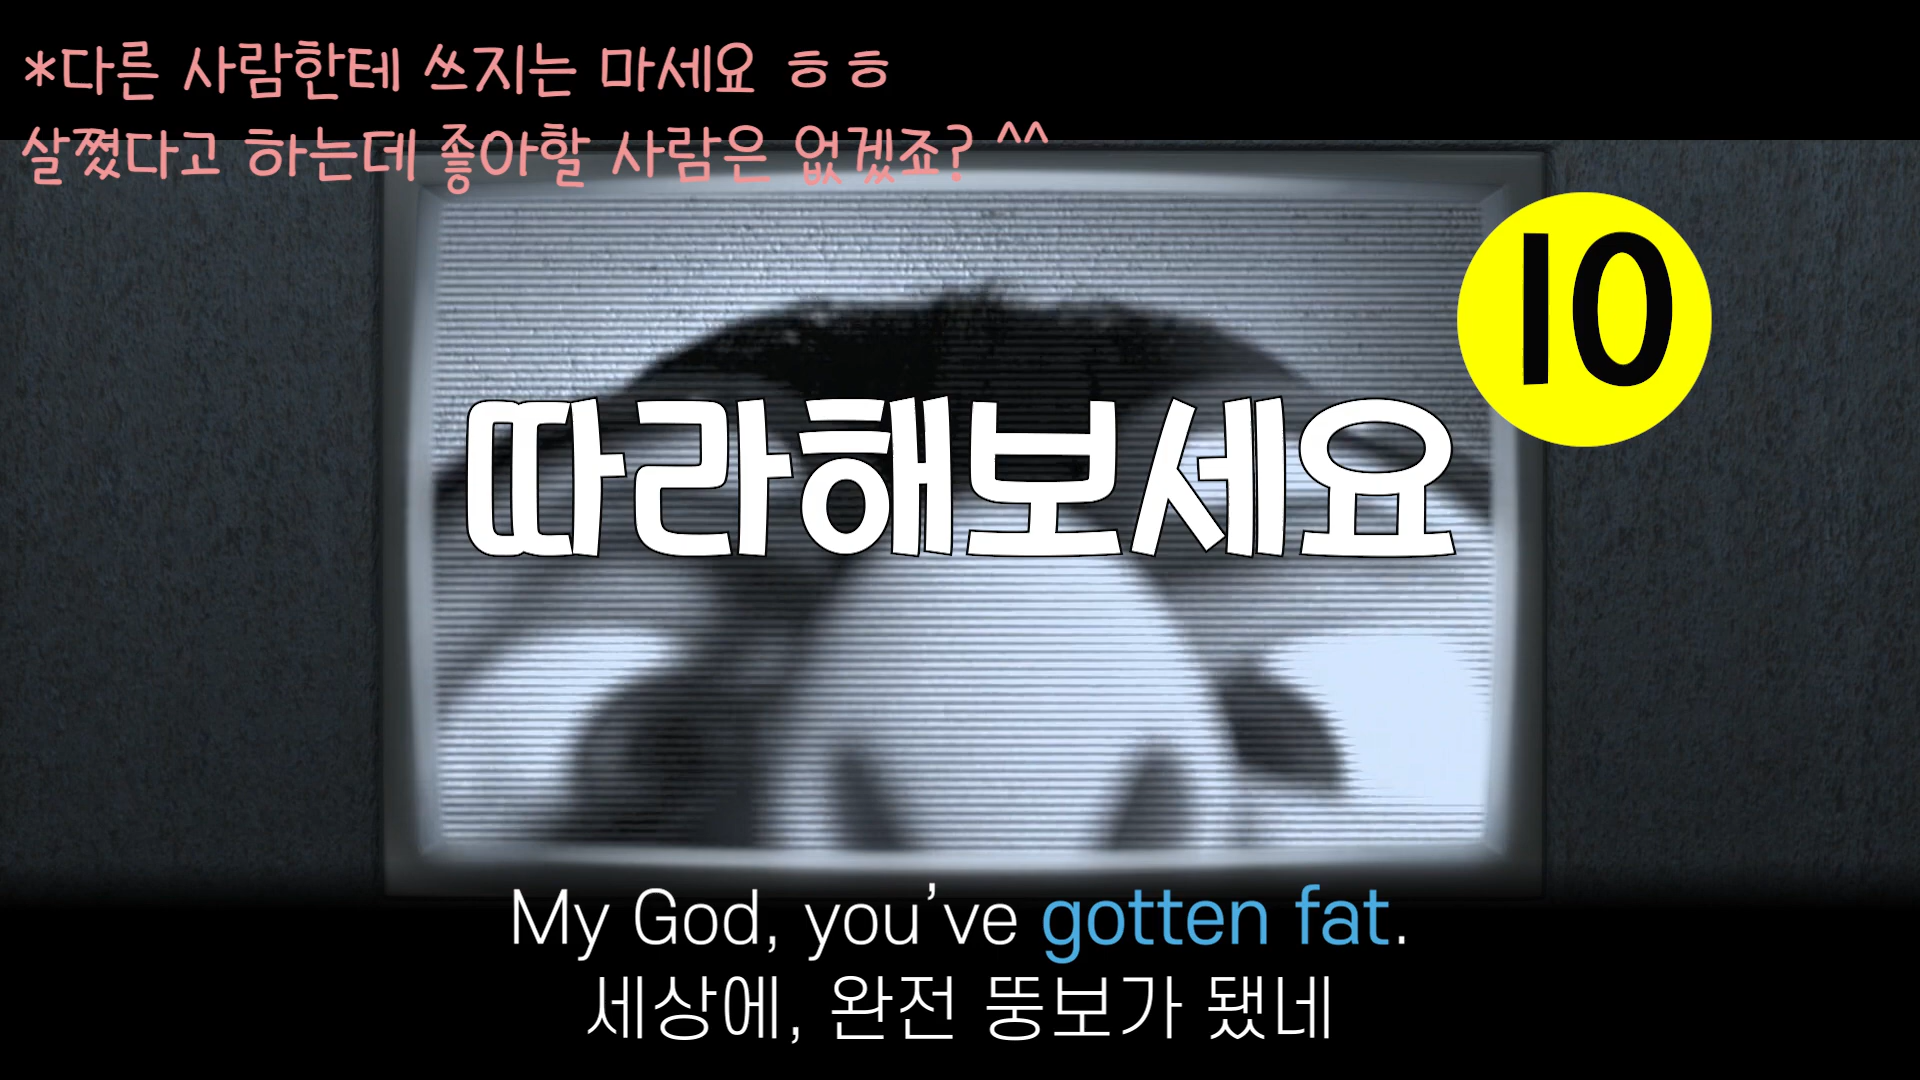 *다른 사람한테 쓰지는 마세요 ㅎㅎ
살쪘다고 하는데 좋아할 사람은 없겠죠? ^^
10
따라해보세요
My God, you've gotten fat.
세상에, 완전 뚱보가 됐네